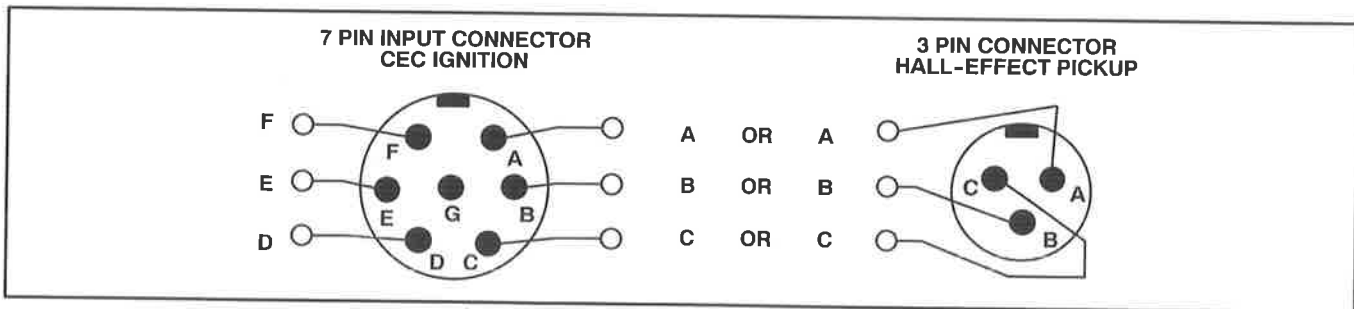 7 PIN INPUT CONNECTOR
CEC IGNITION
3 PIN CONNECTOR
HALL-EFFECT PICKUP
F
F
A
A OR A
C
A
E
E
G
B
B OR B
B
D
D
C
C OR C